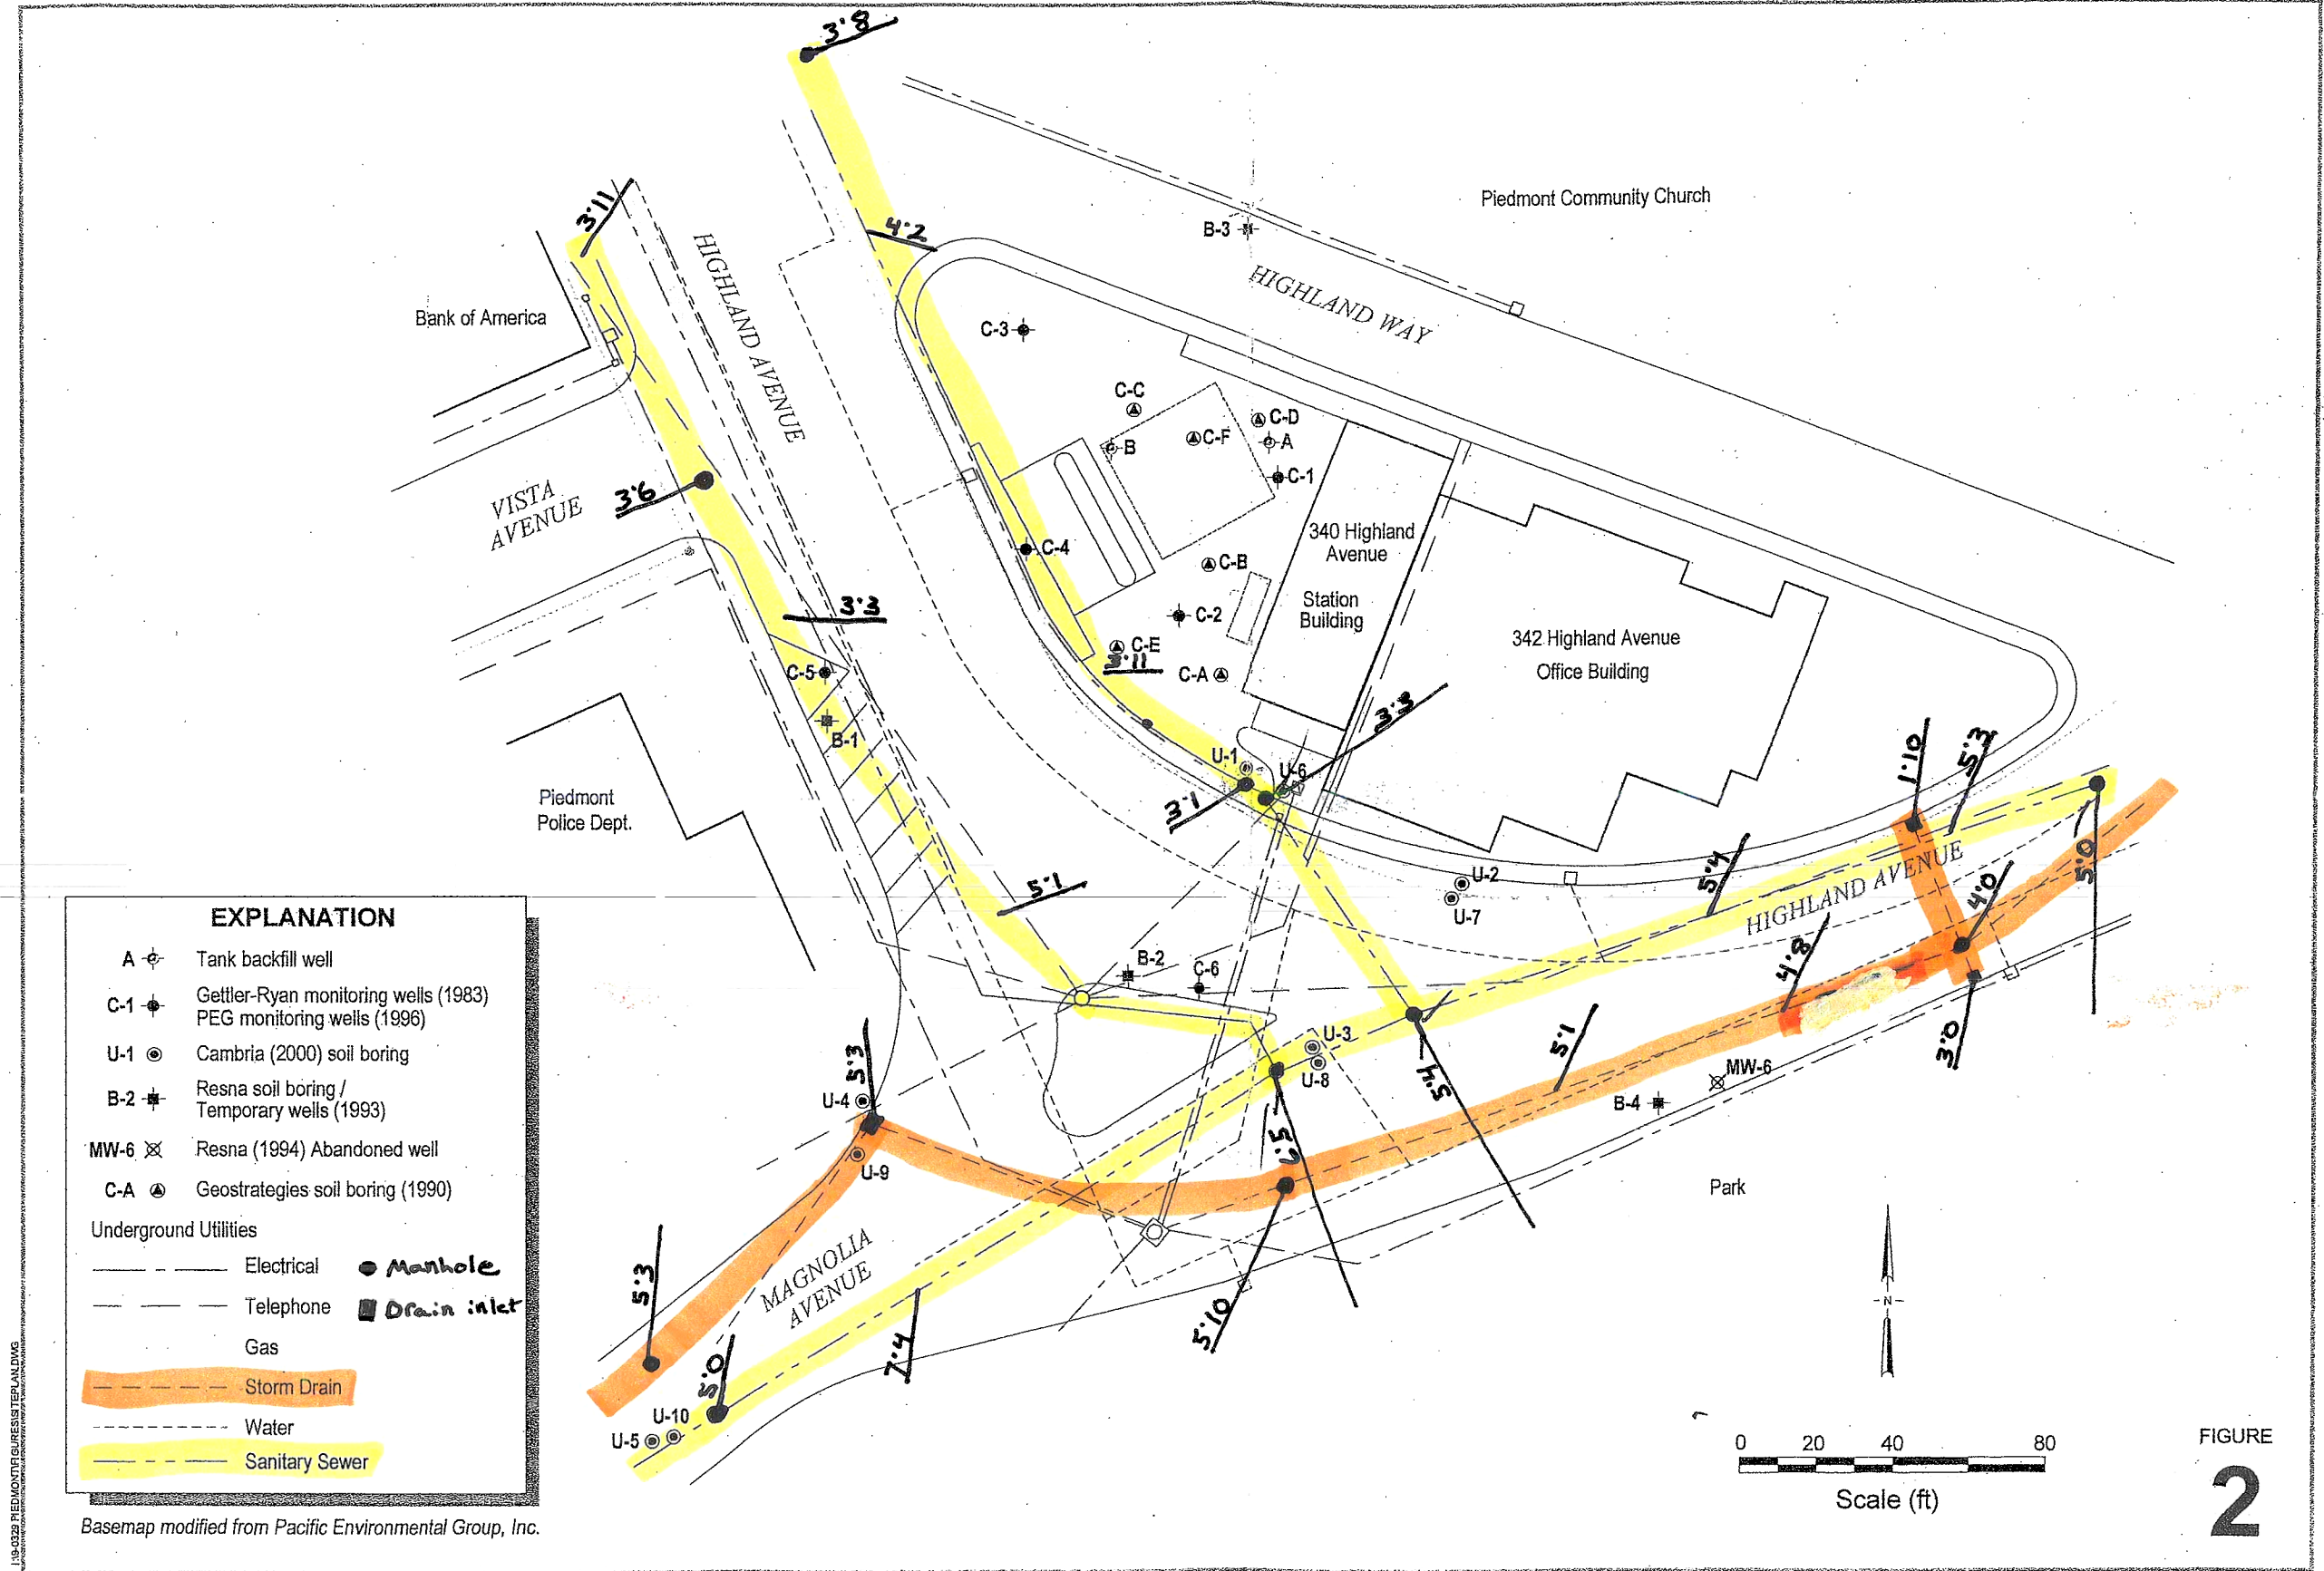 3'8
3'11
4'2
Piedmont Community Church
B-3
HIGHLAND AVENUE
HIGHLAND WAY
Bank of America
C-3
C-C
C-D
C-F
A
B
C-1
VISTA
AVENUE
3'6
340 Highland
Avenue
C-4
C-B
Station
Building
3'3
C-2
342 Highland Avenue
Office Building
C-E
3'11
C-5
C-A
3'3
B-1
1'10
5'3
U-1
U-6
Piedmont
Police Dept.
3'1
5'4
HIGHLAND AVENUE
5'0
U-2
U-7
5'1
4'0
4'8
B-2
C-6
5'3
U-3
U-8
5'4
5'1
3'0
MW-6
B-4
U-4
U-9
Park
MAGNOLIA
AVENUE
5'3
5'10
7'4
5'0
U-10
U-5
N
EXPLANATION
A Tank backfill well
C-1 Gettler-Ryan monitoring wells (1983)
PEG monitoring wells (1996)
U-1 Cambria (2000) soil boring
B-2 Resna soil boring /
Temporary wells (1993)
MW-6 Resna (1994) Abandoned well
C-A Geostrategies soil boring (1990)
Underground Utilities
Electrical Manhole
Telephone Drain inlet
Gas
Storm Drain
Water
Sanitary Sewer
Basemap modified from Pacific Environmental Group, Inc.
0 20 40 80
Scale (ft)
FIGURE
2